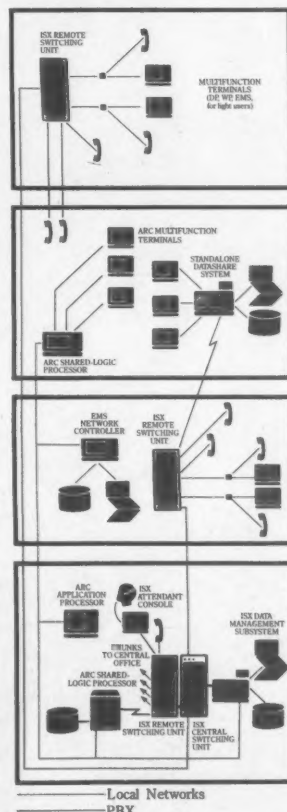 ISX REMOTE
SWITCHING
UNIT
MULTIFUNCTION
TERMINALS
(DP, WP, EMS,
for light users)
ARC MULTIFUNCTION
TERMINALS
STANDALONE
DATASHARE
SYSTEM
ARC SHARED-LOGIC
PROCESSOR
EMS
NETWORK
CONTROLLER
ISX
REMOTE
SWITCHING
UNIT
ARC
APPLICATION
PROCESSOR
ISX
ATTENDANT
CONSOLE
ISX DATA
MANAGEMENT
SUBSYSTEM
TRUNKS
TO CENTRAL
OFFICE
ARC SHARED-
LOGIC PROCESSOR
ISX REMOTE
SWITCHING UNIT
ISX
CENTRAL
SWITCHING
UNIT
Local Networks
PBX